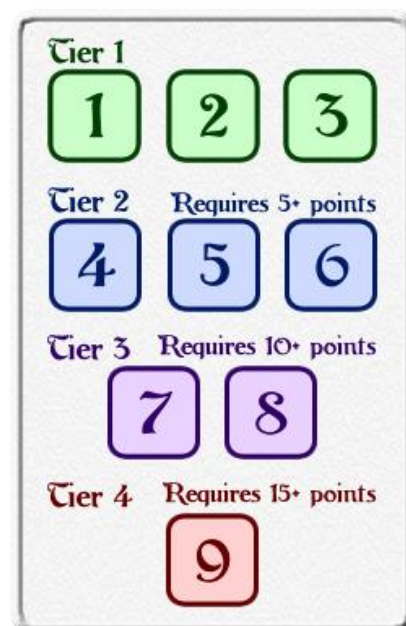 Tier 1
1 2 3
Tier 2 Requires 5+ points
4 5 6
Tier 3 Requires 10+ points
7 8
Tier 4 Requires 15+ points
9